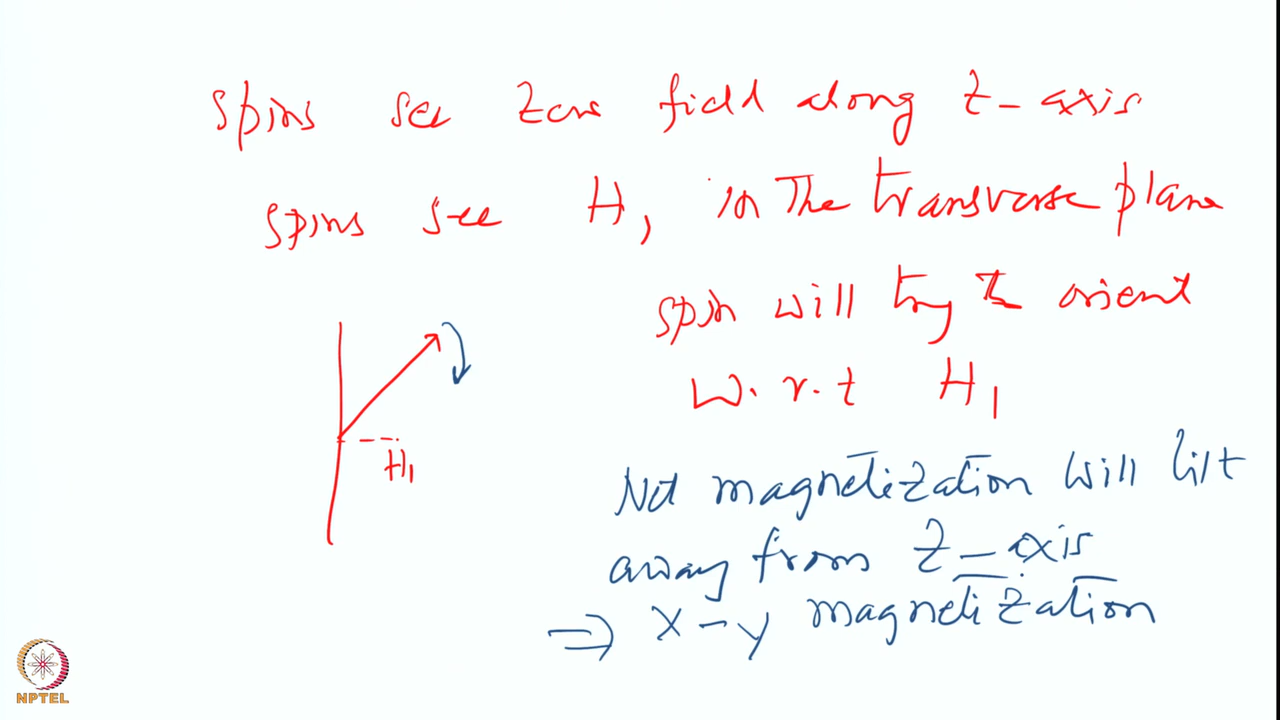 spins see zero field along z-axis
spins see H₁ in the transverse plane
spin will try to orient
w.r.t H₁
H₁
Net magnetization will tilt
away from z-axis
⇒ x-y magnetization
NPTEL